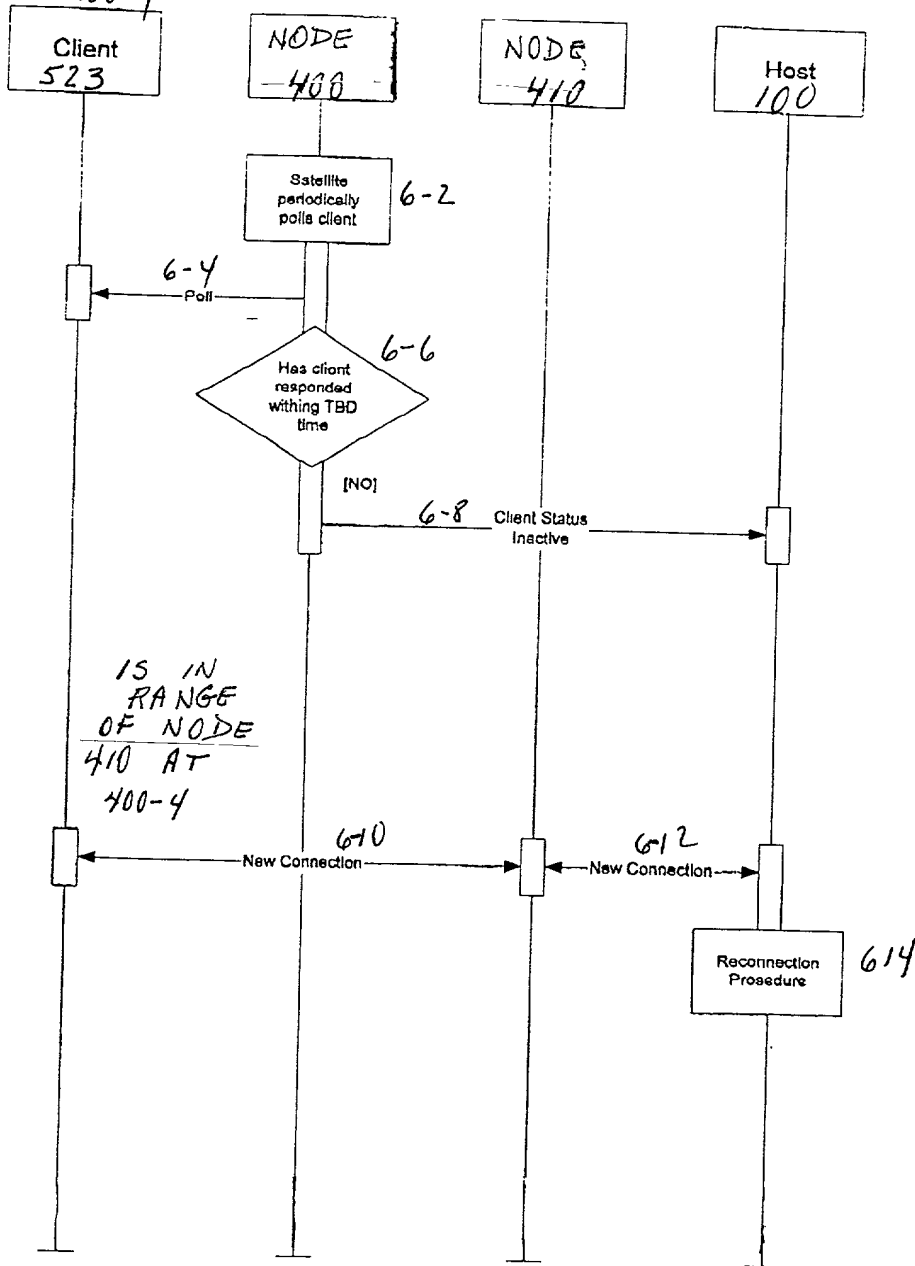 Client
523
NODE
400
NODE
410
Host
100
Satellite
periodically
polls client
6-2
6-4
Poll
6-6
Has client
responded
withing TBD
time
[NO]
6-8
Client Status
Inactive
IS IN
RANGE
OF NODE
410 AT
400-4
6-10
New Connection
6-12
New Connection
Reconnection
Prosedure
614